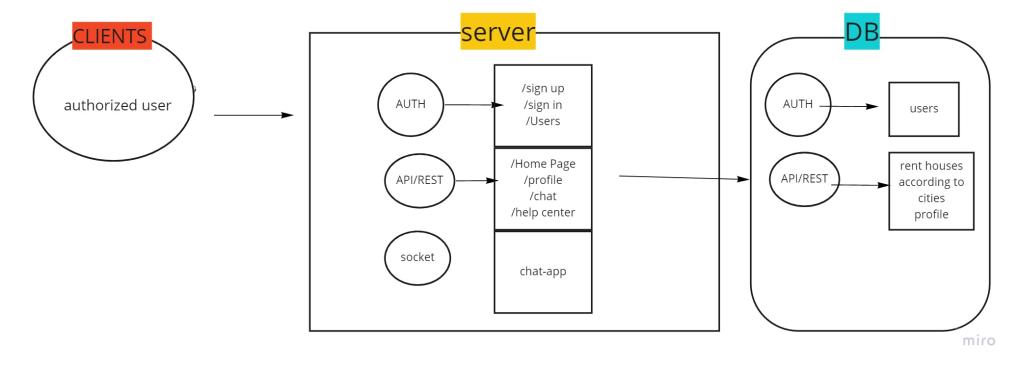 CLIENTS
authorized user
server
AUTH
/sign up
/sign in
/Users
API/REST
/Home Page
/profile
/chat
/help center
socket
chat-app
DB
AUTH
users
API/REST
rent houses
according to
cities
profile
miro